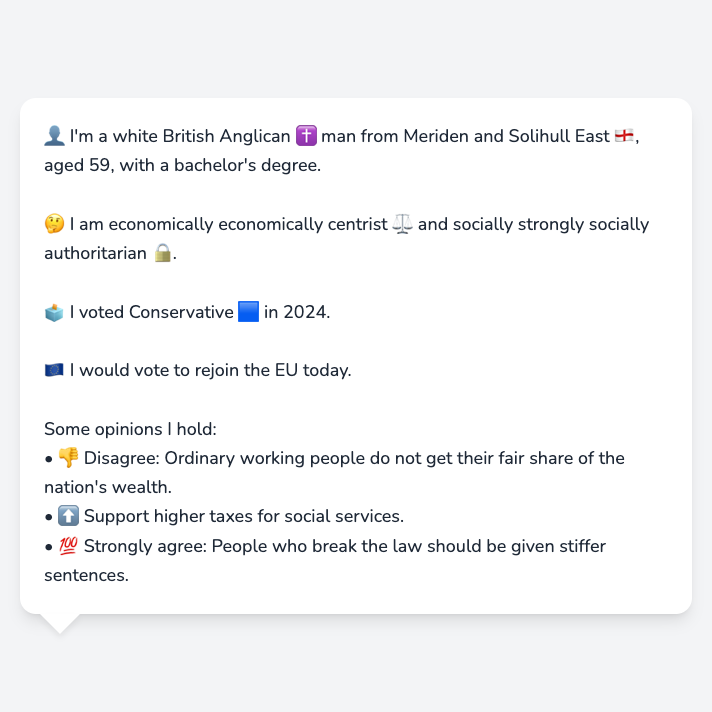 👤 I'm a white British Anglican ✝️ man from Meriden and Solihull East 🏴󠁧󠁢󠁥󠁮󠁧󠁿,
aged 59, with a bachelor's degree.
🤔 I am economically economically centrist ⚖️ and socially strongly socially
authoritarian 🔒.
🗳️ I voted Conservative 🟦 in 2024.
🇪🇺 I would vote to rejoin the EU today.
Some opinions I hold:
• 👎 Disagree: Ordinary working people do not get their fair share of the
nation's wealth.
• ⬆️ Support higher taxes for social services.
• 💯 Strongly agree: People who break the law should be given stiffer
sentences.